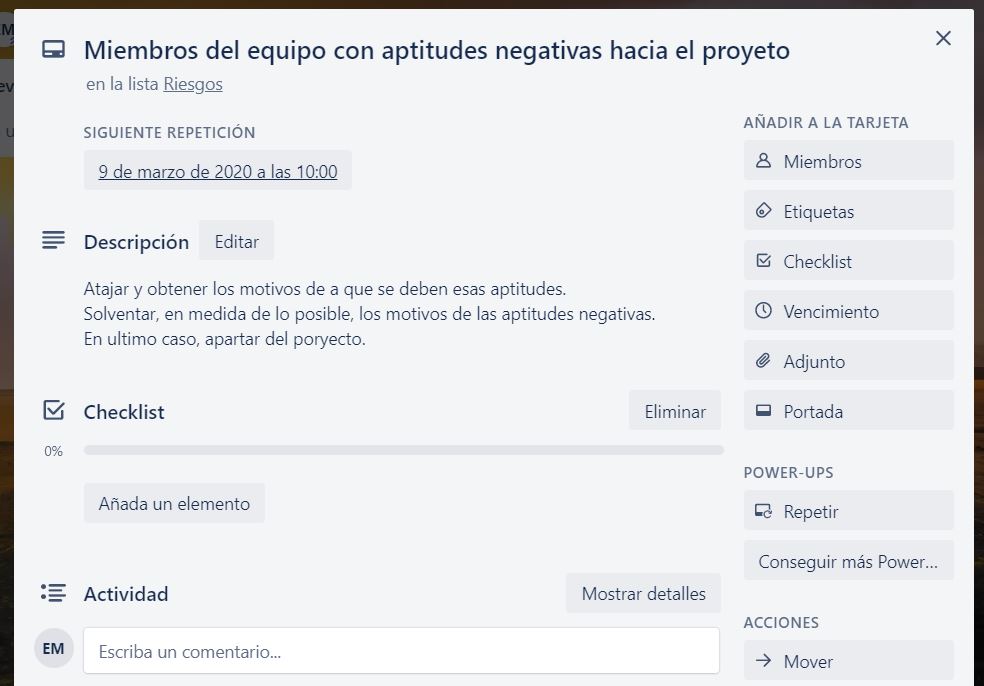 Miembros del equipo con aptitudes negativas hacia el proyeto
en la lista Riesgos
SIGUIENTE REPETICIÓN
9 de marzo de 2020 a las 10:00
Descripción
Editar
Atajar y obtener los motivos de a que se deben esas aptitudes.
Solventar, en medida de lo posible, los motivos de las aptitudes negativas.
En ultimo caso, apartar del poryecto.
Checklist
Eliminar
0%
Añada un elemento
Actividad
Mostrar detalles
EM
Escriba un comentario...
AÑADIR A LA TARJETA
Miembros
Etiquetas
Checklist
Vencimiento
Adjunto
Portada
POWER-UPS
Repetir
Conseguir más Power...
ACCIONES
Mover